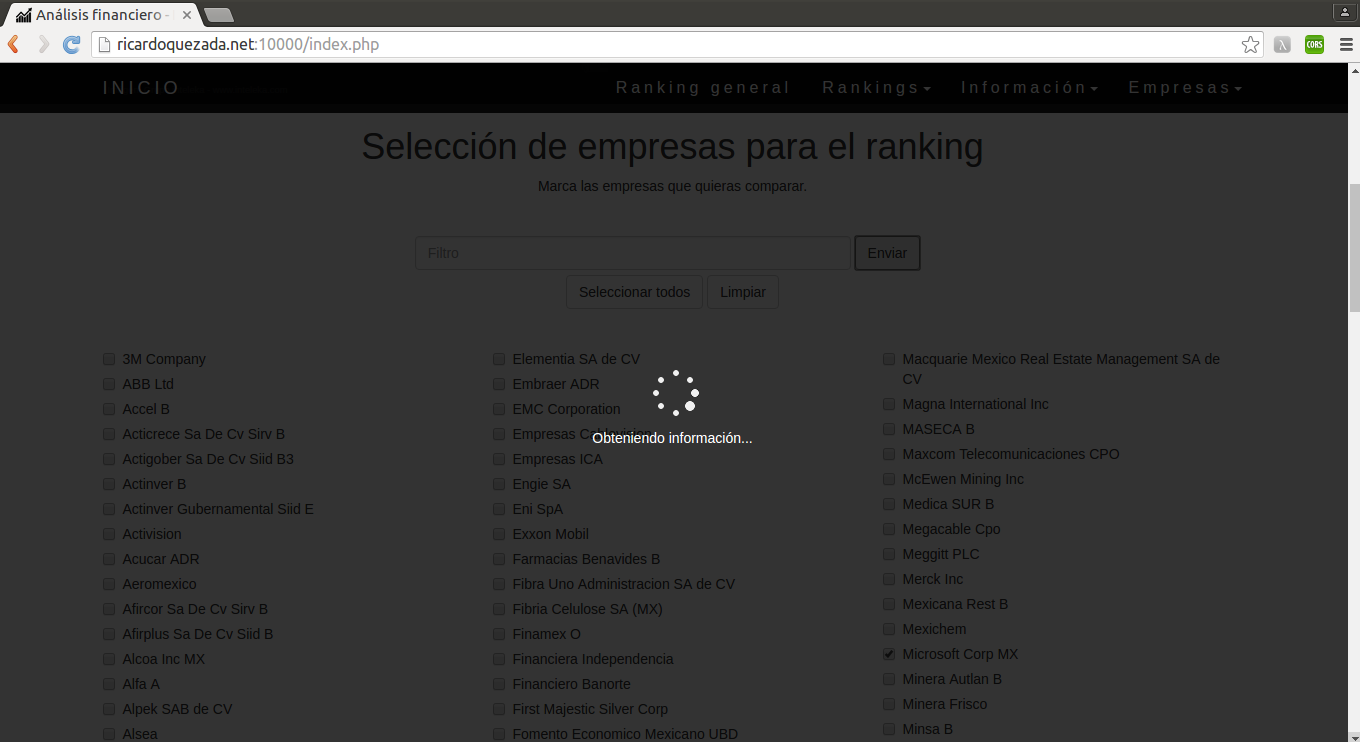 Análisis financiero -
ricardoquezada.net:10000/index.php
CORS
INICIO
Ranking general
Rankings
Información
Empresas
Selección de empresas para el ranking
Marca las empresas que quieras comparar.
Filtro
Enviar
Seleccionar todos
Limpiar
3M Company
ABB Ltd
Accel B
Acticrece Sa De Cv Sirv B
Actigober Sa De Cv Siid B3
Actinver B
Actinver Gubernamental Siid E
Activision
Acucar ADR
Aeromexico
Afircor Sa De Cv Sirv B
Afirplus Sa De Cv Siid B
Alcoa Inc MX
Alfa A
Alpek SAB de CV
Alsea
Elementia SA de CV
Embraer ADR
EMC Corporation
Empresas Cablevision
Obteniendo información...
Empresas ICA
Engie SA
Eni SpA
Exxon Mobil
Farmacias Benavides B
Fibra Uno Administracion SA de CV
Fibria Celulose SA (MX)
Finamex O
Financiera Independencia
Financiero Banorte
First Majestic Silver Corp
Fomento Economico Mexicano UBD
Macquarie Mexico Real Estate Management SA de
CV
Magna International Inc
MASECA B
Maxcom Telecomunicaciones CPO
McEwen Mining Inc
Medica SUR B
Megacable Cpo
Meggitt PLC
Merck Inc
Mexicana Rest B
Mexichem
Microsoft Corp MX
Minera Autlan B
Minera Frisco
Minsa B